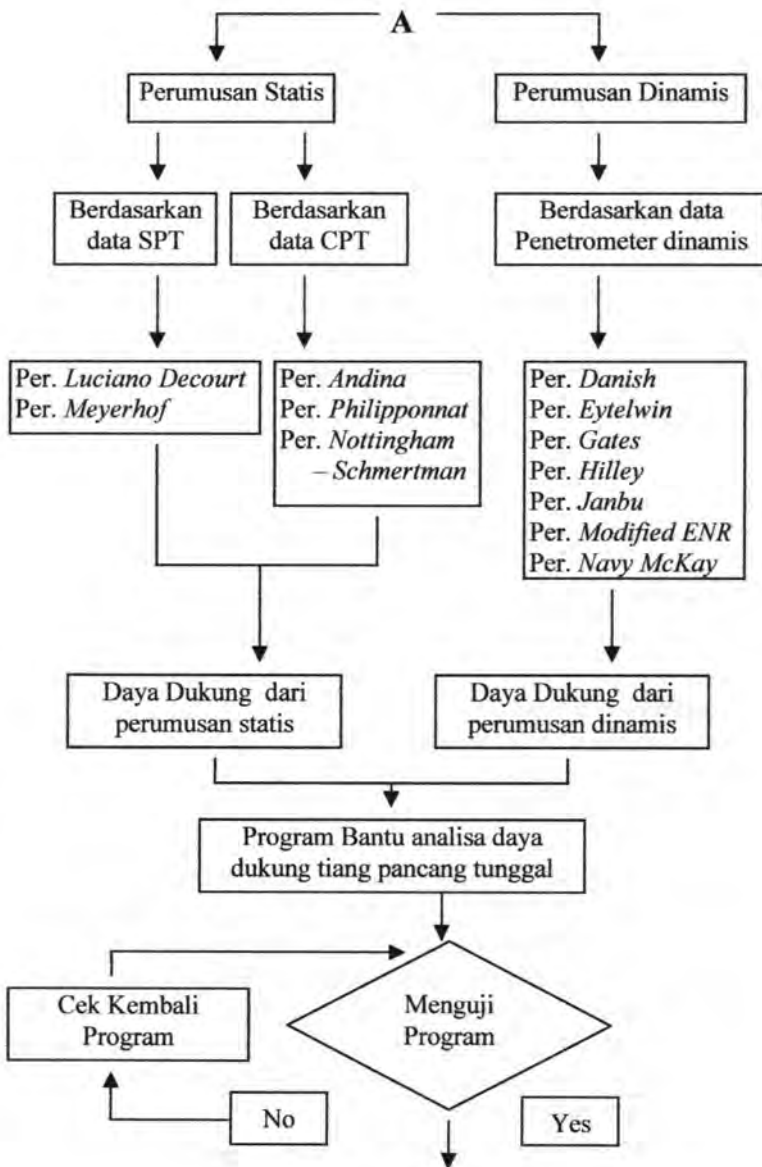 A
Perumusan Statis
Perumusan Dinamis
Berdasarkan
data SPT
Berdasarkan
data CPT
Berdasarkan data
Penetrometer dinamis
Per. Luciano Decourt
Per. Meyerhof
Per. Andina
Per. Philipponnat
Per. Nottingham
– Schmertman
Per. Danish
Per. Eytelwin
Per. Gates
Per. Hilley
Per. Janbu
Per. Modified ENR
Per. Navy McKay
Daya Dukung dari
perumusan statis
Daya Dukung dari
perumusan dinamis
Program Bantu analisa daya
dukung tiang pancang tunggal
Cek Kembali
Program
Menguji
Program
No
Yes